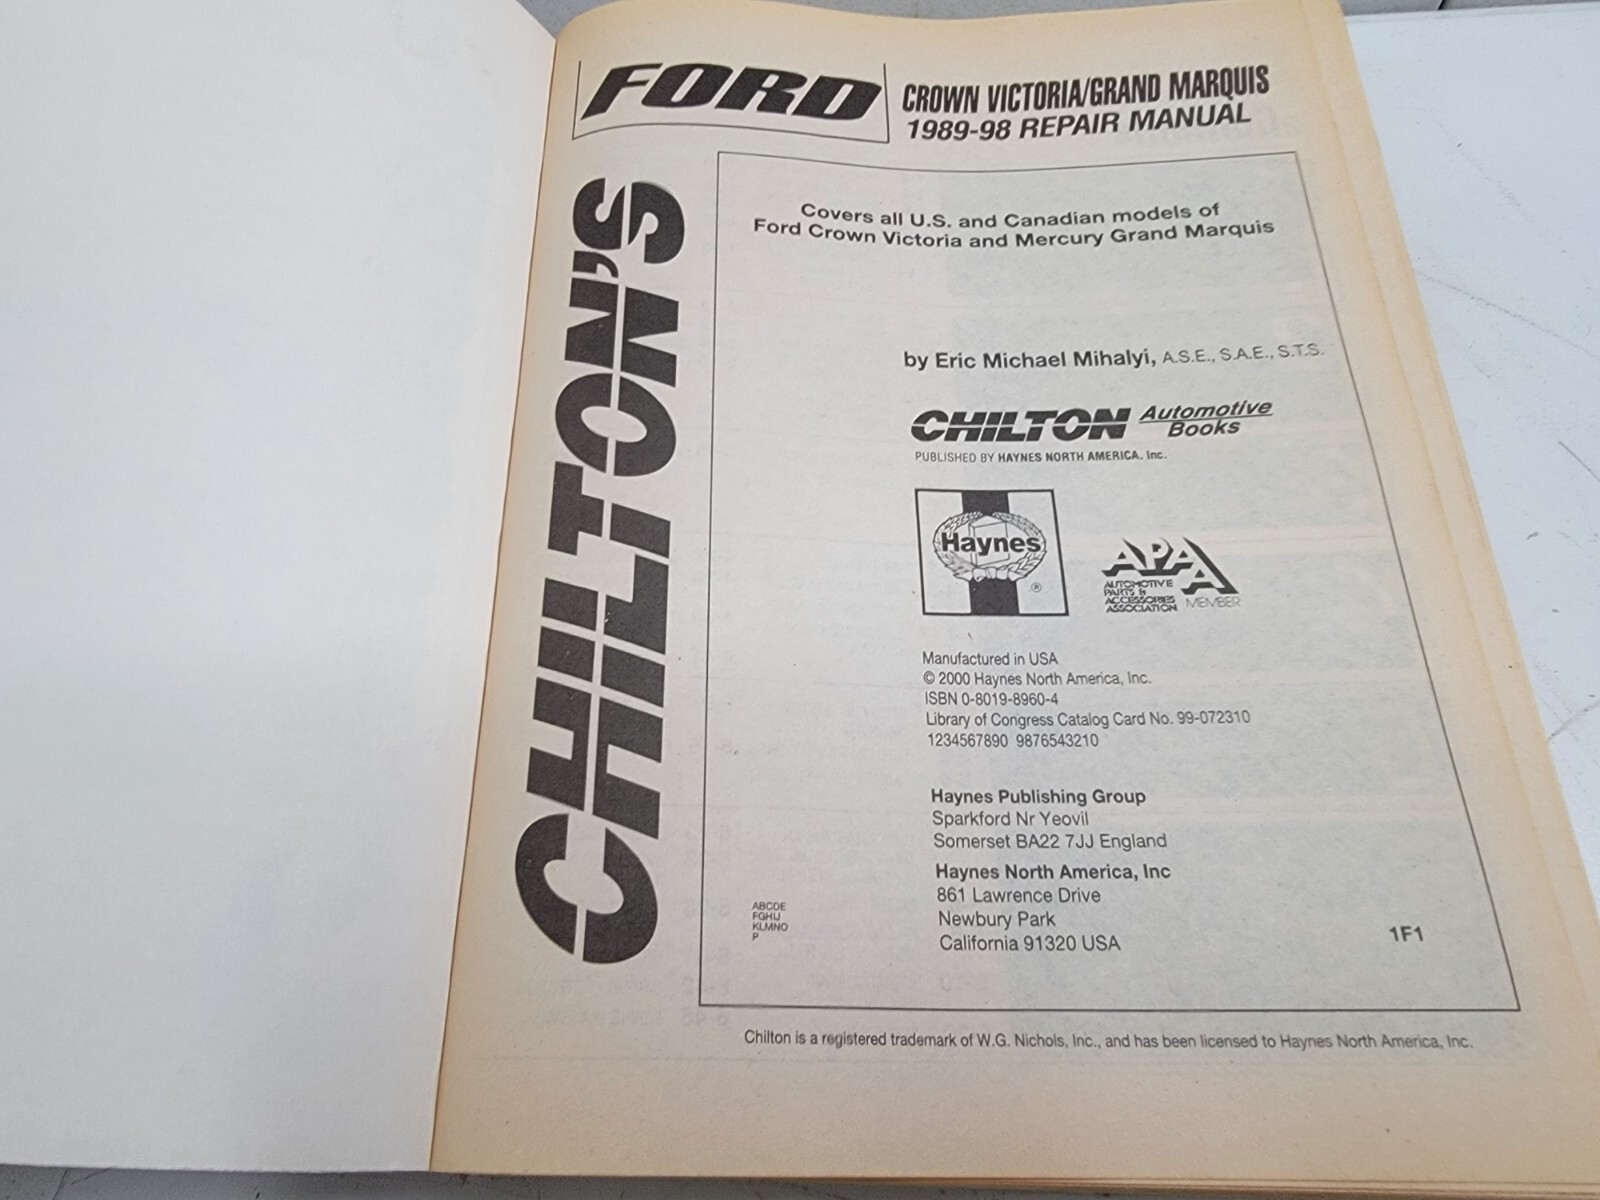 FORD
CROWN VICTORIA/GRAND MARQUIS
1989-98 REPAIR MANUAL
CHILTON'S
Covers all U.S. and Canadian models of
Ford Crown Victoria and Mercury Grand Marquis
by Eric Michael Mihalyi, A.S.E., S.A.E., S.T.S.
CHILTON Automotive
Books
PUBLISHED BY HAYNES NORTH AMERICA. Inc.
Haynes
®
APAA
AUTOMOTIVE
PARTS &
ACCESSORIES
ASSOCIATION MEMBER
Manufactured in USA
© 2000 Haynes North America, Inc.
ISBN 0-8019-8960-4
Library of Congress Catalog Card No. 99-072310
1234567890 9876543210
Haynes Publishing Group
Sparkford Nr Yeovil
Somerset BA22 7JJ England
Haynes North America, Inc
861 Lawrence Drive
Newbury Park
California 91320 USA
ABCDE
FGHIJ
KLMNO
P
1F1
Chilton is a registered trademark of W.G. Nichols, Inc., and has been licensed to Haynes North America, Inc.